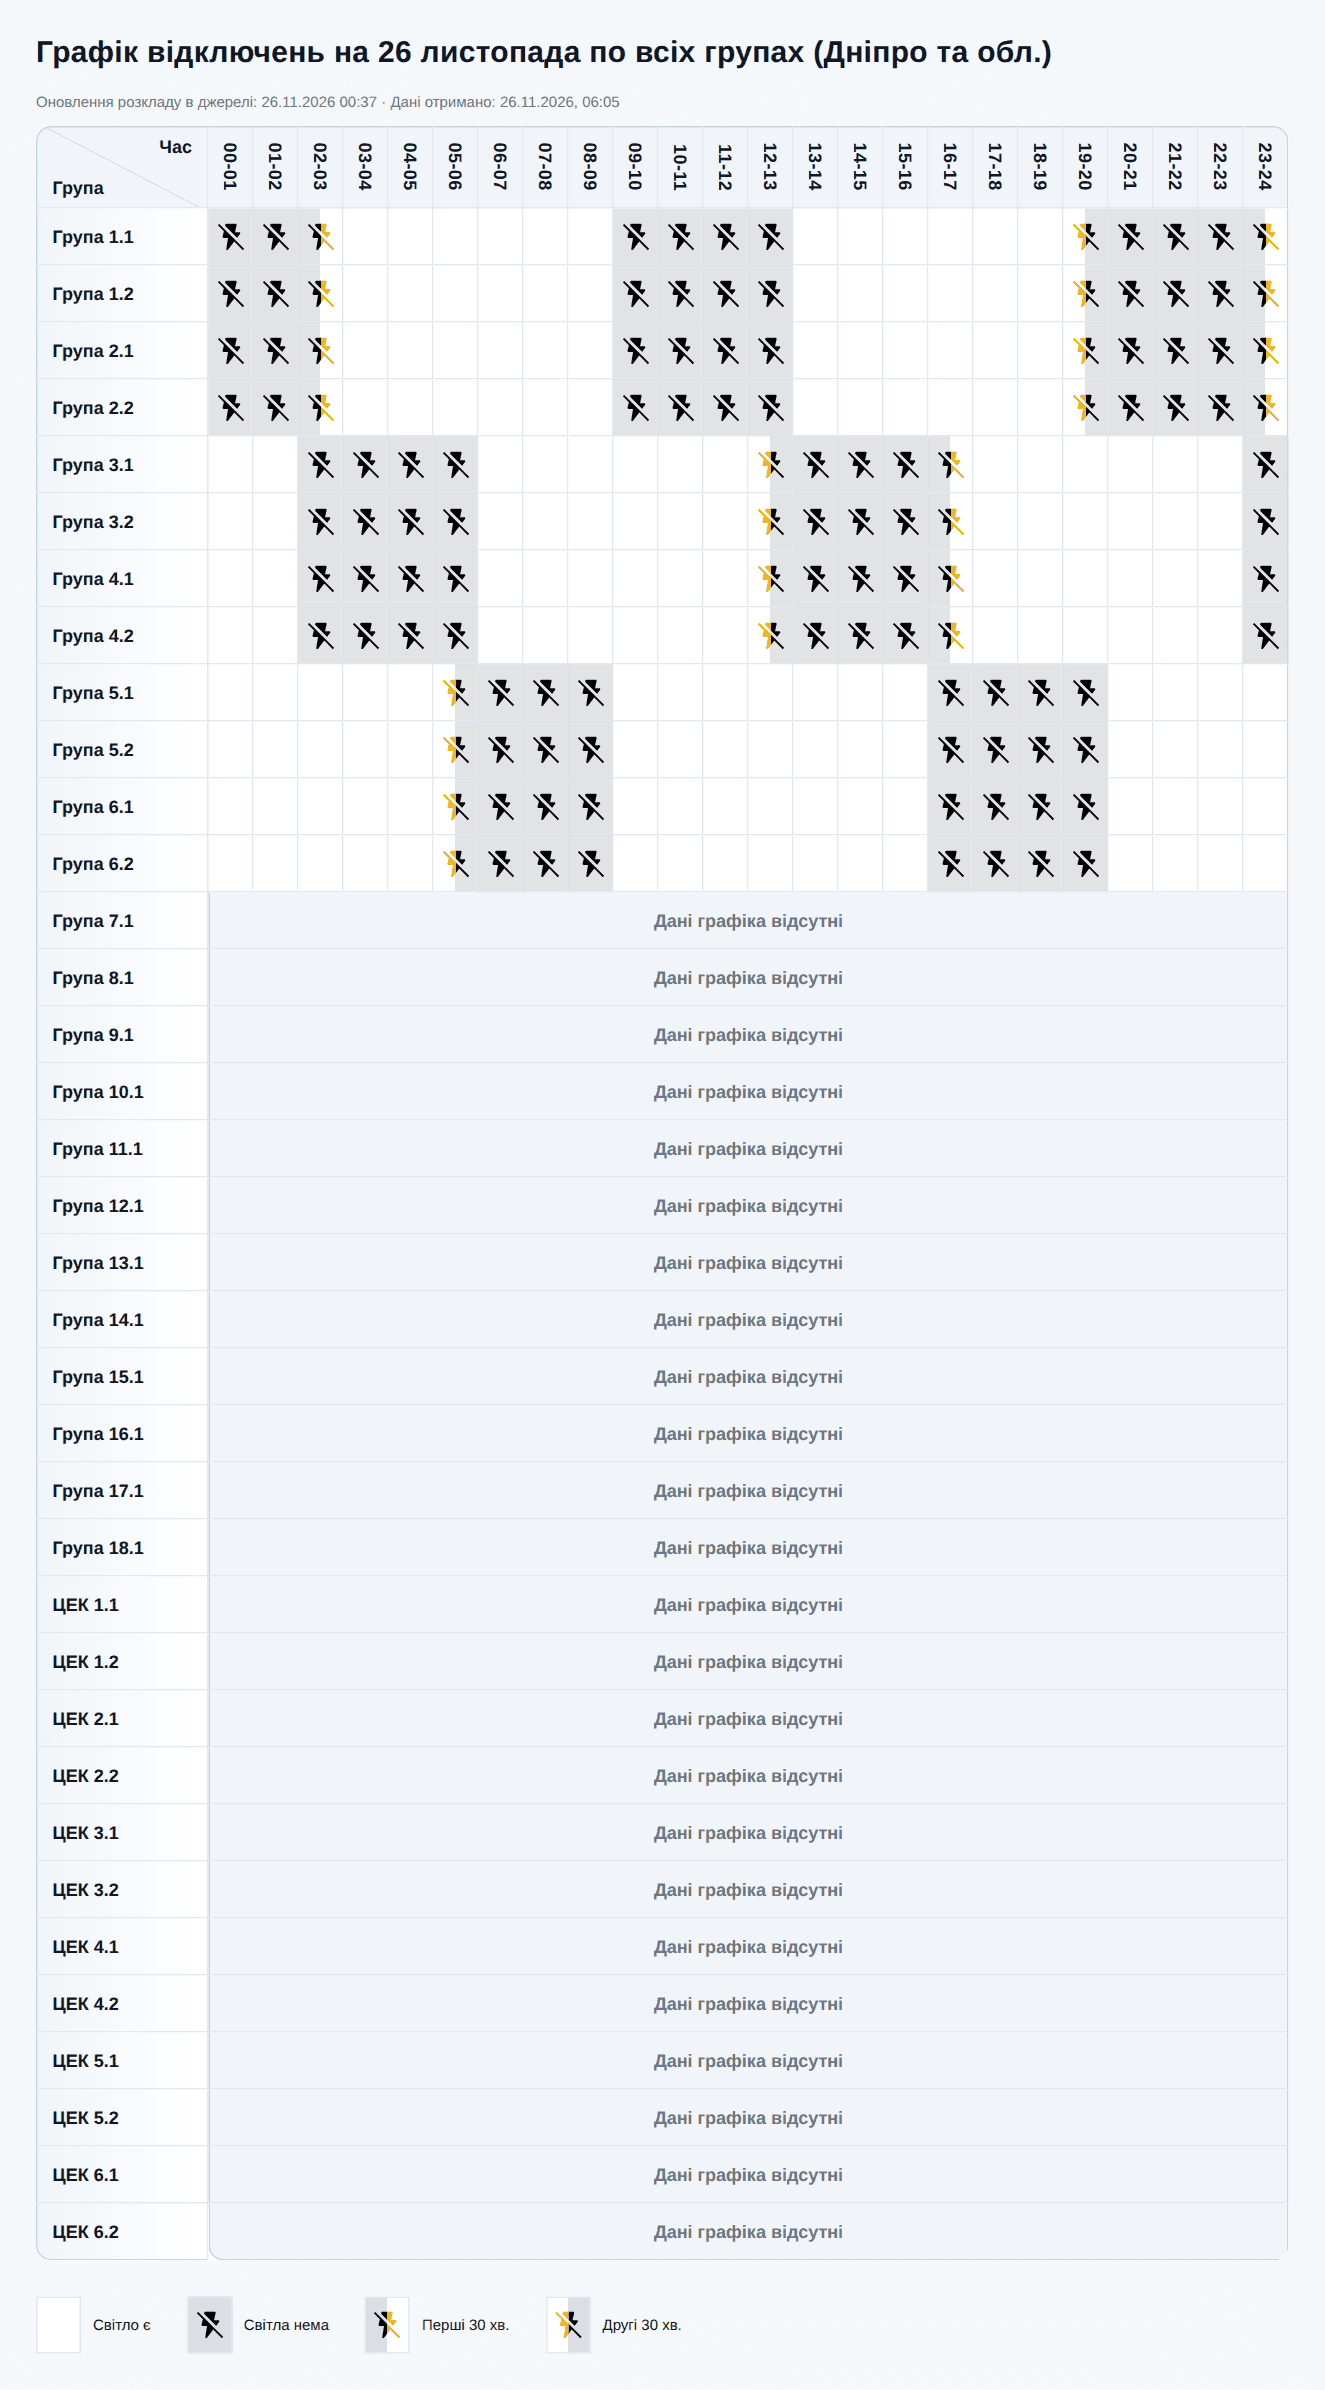 Графік відключень на 26 листопада по всіх групах (Дніпро та обл.)
Оновлення розкладу в джерелі: 26.11.2026 00:37 · Дані отримано: 26.11.2026, 06:05
Час
Група
00-01 01-02 02-03 03-04 04-05 05-06 06-07 07-08 08-09 09-10 10-11 11-12 12-13 13-14 14-15 15-16 16-17 17-18 18-19 19-20 20-21 21-22 22-23 23-24
Група 1.1
Група 1.2
Група 2.1
Група 2.2
Група 3.1
Група 3.2
Група 4.1
Група 4.2
Група 5.1
Група 5.2
Група 6.1
Група 6.2
Група 7.1 Дані графіка відсутні
Група 8.1 Дані графіка відсутні
Група 9.1 Дані графіка відсутні
Група 10.1 Дані графіка відсутні
Група 11.1 Дані графіка відсутні
Група 12.1 Дані графіка відсутні
Група 13.1 Дані графіка відсутні
Група 14.1 Дані графіка відсутні
Група 15.1 Дані графіка відсутні
Група 16.1 Дані графіка відсутні
Група 17.1 Дані графіка відсутні
Група 18.1 Дані графіка відсутні
ЦЕК 1.1 Дані графіка відсутні
ЦЕК 1.2 Дані графіка відсутні
ЦЕК 2.1 Дані графіка відсутні
ЦЕК 2.2 Дані графіка відсутні
ЦЕК 3.1 Дані графіка відсутні
ЦЕК 3.2 Дані графіка відсутні
ЦЕК 4.1 Дані графіка відсутні
ЦЕК 4.2 Дані графіка відсутні
ЦЕК 5.1 Дані графіка відсутні
ЦЕК 5.2 Дані графіка відсутні
ЦЕК 6.1 Дані графіка відсутні
ЦЕК 6.2 Дані графіка відсутні
Світло є Світла нема Перші 30 хв. Другі 30 хв.